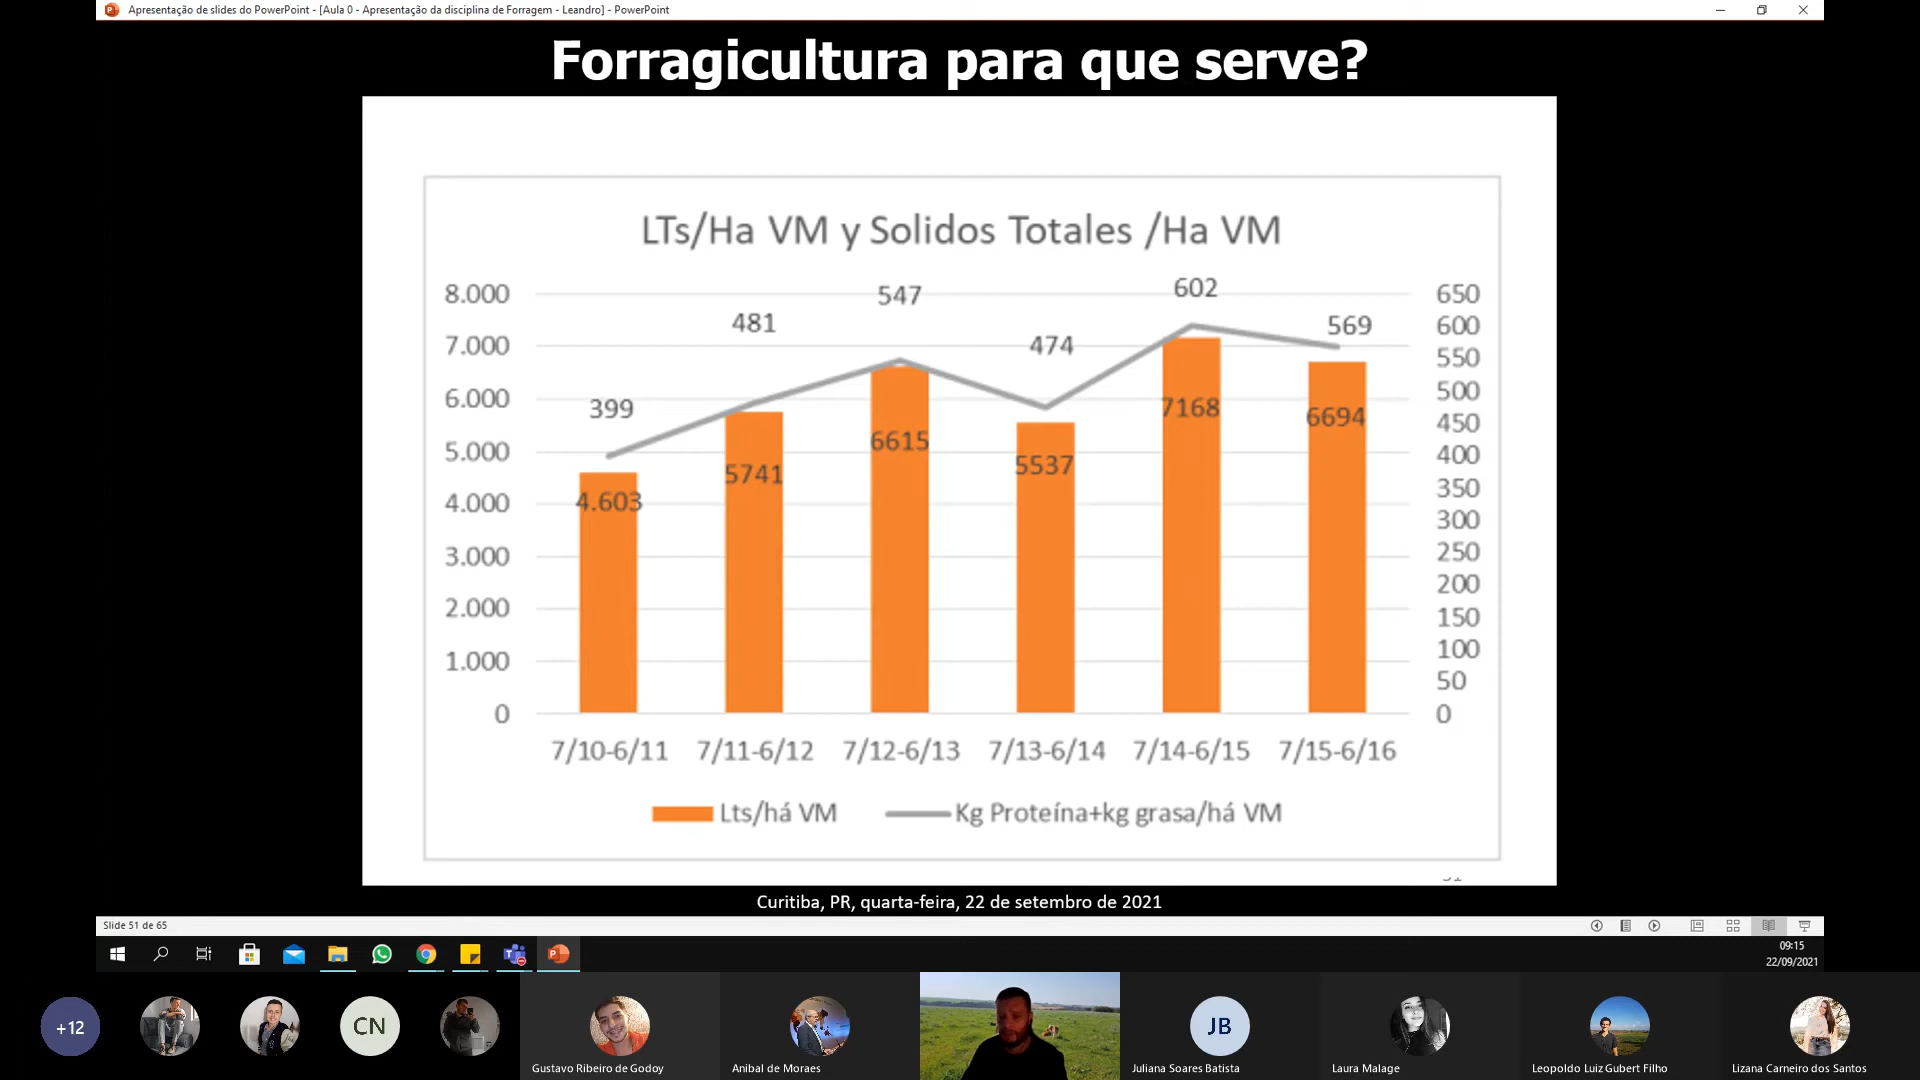 Apresentação de slides do PowerPoint - [Aula 0 - Apresentação da disciplina de Forragem - Leandro] - PowerPoint
Forragicultura para que serve?
LTs/Ha VM y Solidos Totales /Ha VM
8.000
7.000
6.000
5.000
4.000
3.000
2.000
1.000
0
399
481
547
474
602
569
4.603
5741
6615
5537
7168
6694
650
600
550
500
450
400
350
300
250
200
150
100
50
0
7/10-6/11 7/11-6/12 7/12-6/13 7/13-6/14 7/14-6/15 7/15-6/16
Lts/há VM Kg Proteína+kg grasa/há VM
Curitiba, PR, quarta-feira, 22 de setembro de 2021
Slide 51 de 65
09:15
22/09/2021
+12
CN
JB
Gustavo Ribeiro de Godoy
Anibal de Moraes
Juliana Soares Batista
Laura Malage
Leopoldo Luiz Gubert Filho
Lizana Carneiro dos Santos